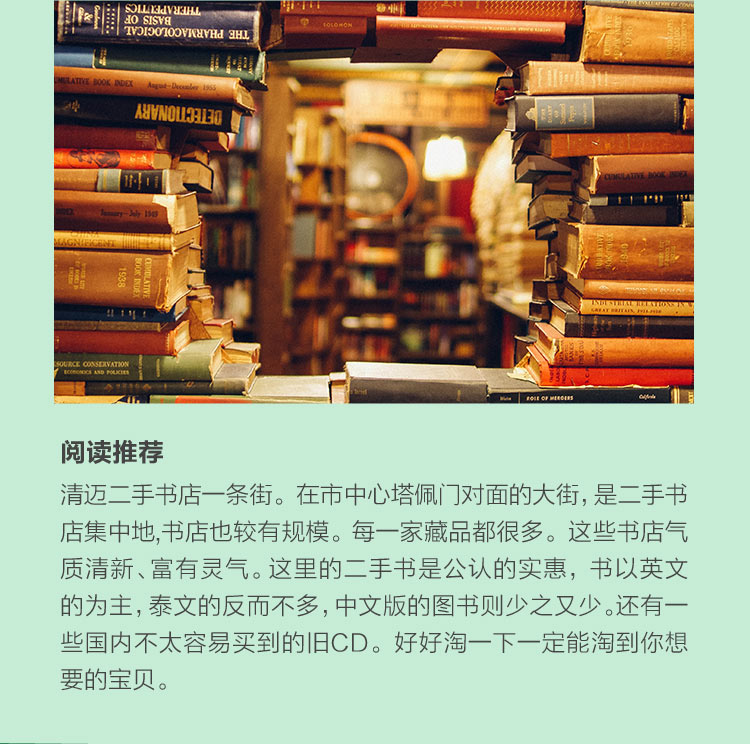 THE PHARMACOLOGICAL
BASIS OF
THERAPEUTICS
SOLOMON
CUMULATIVE BOOK INDEX August-December 1955
DETECTIONARY
CUMULATIVE BOOK INDEX
INDEX January-July 1949
MAGNIFICENT
CUMULATIVE
BOOK INDEX
1938
INDUSTRIAL RELATIONS IN
GREAT BRITAIN,
RESOURCE CONSERVATION
ECONOMICS AND POLICIES
ROLE OF MERGERS
阅读推荐
清迈二手书店一条街。在市中心塔佩门对面的大街，是二手书
店集中地,书店也较有规模。每一家藏品都很多。这些书店气
质清新、富有灵气。这里的二手书是公认的实惠，书以英文
的为主，泰文的反而不多，中文版的图书则少之又少。还有一
些国内不太容易买到的旧CD。好好淘一下一定能淘到你想
要的宝贝。